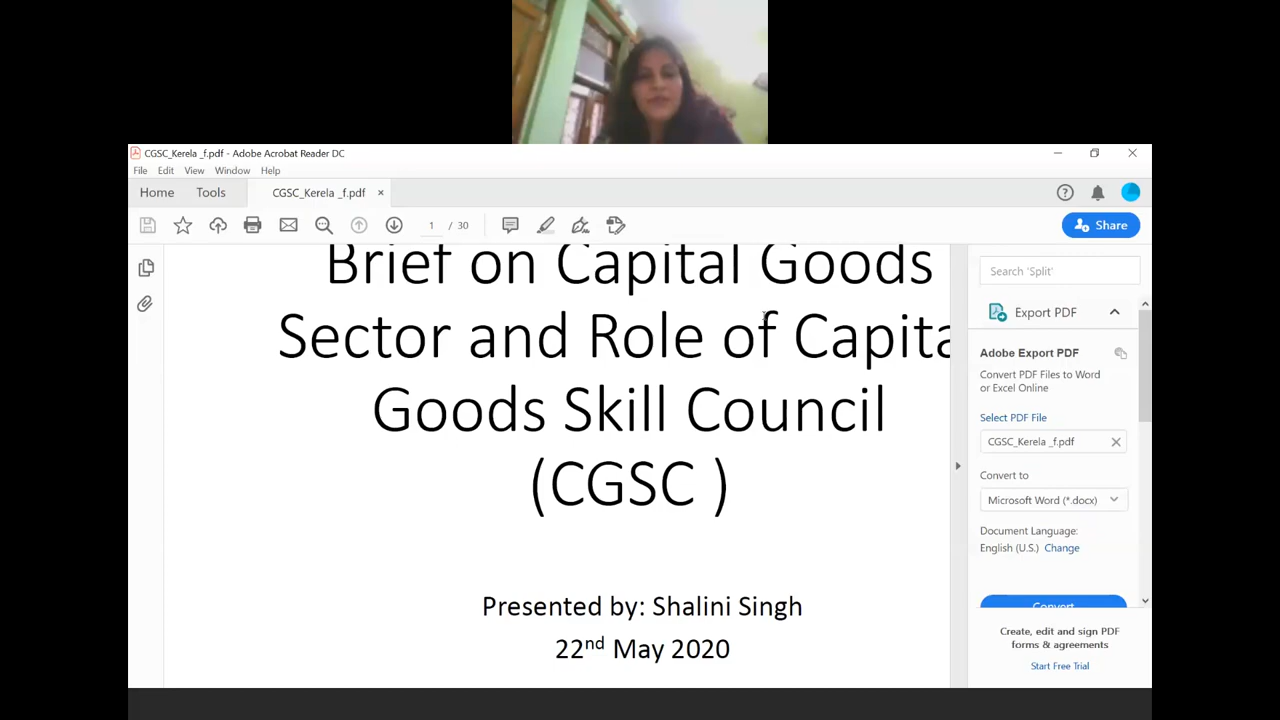 CGSC_Kerela _f.pdf - Adobe Acrobat Reader DC
File Edit View Window Help
Home Tools CGSC_Kerela _f.pdf ×
1 / 30
Share
Brief on Capital Goods
Sector and Role of Capita
Goods Skill Council
(CGSC )
Presented by: Shalini Singh
22nd May 2020
Search 'Split'
Export PDF
Adobe Export PDF
Convert PDF Files to Word
or Excel Online
Select PDF File
CGSC_Kerela _f.pdf
Convert to
Microsoft Word (*.docx)
Document Language:
English (U.S.) Change
Convert
Create, edit and sign PDF
forms & agreements
Start Free Trial